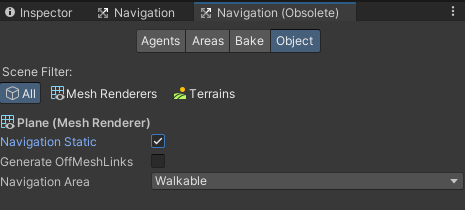 Inspector Navigation Navigation (Obsolete)
Agents Areas Bake Object
Scene Filter:
All Mesh Renderers Terrains
Plane (Mesh Renderer)
Navigation Static
Generate OffMeshLinks
Navigation Area Walkable